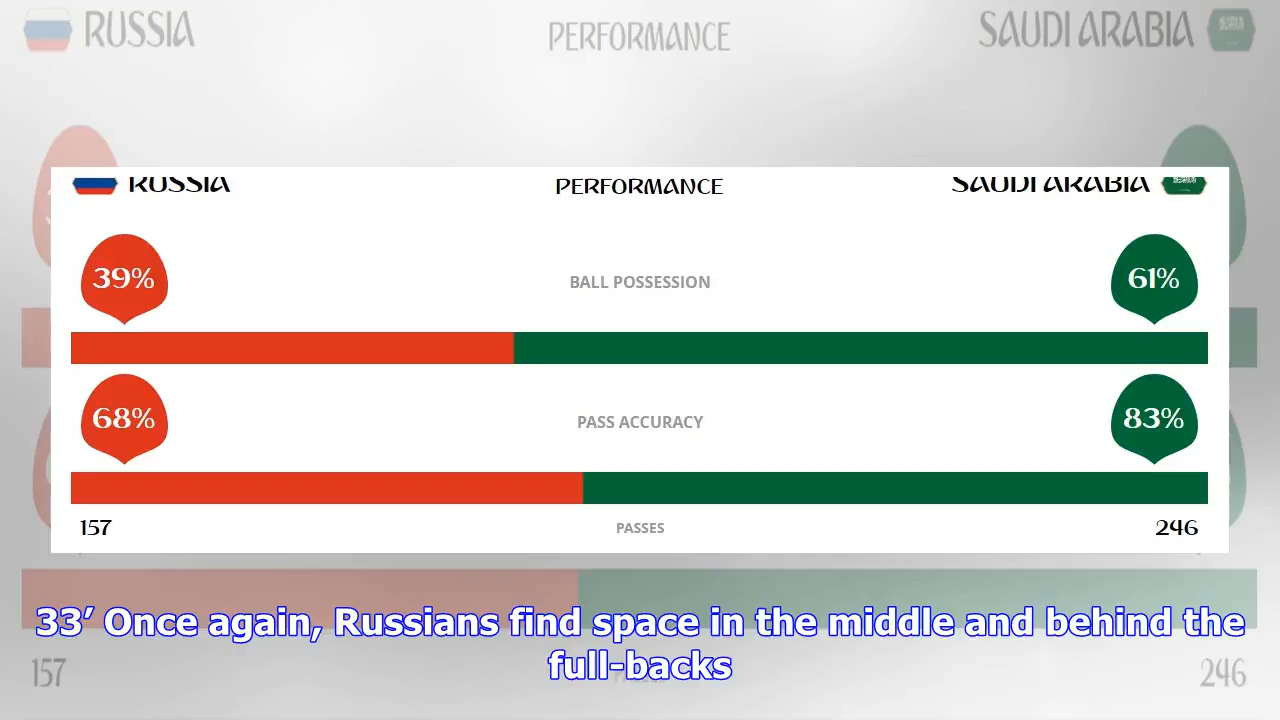 RUSSIA PERFORMANCE SAUDI ARABIA
RUSSIA PERFORMANCE SAUDI ARABIA
39% BALL POSSESSION 61%
68% PASS ACCURACY 83%
157 PASSES 246
33’ Once again, Russians find space in the middle and behind the
full-backs
157 246